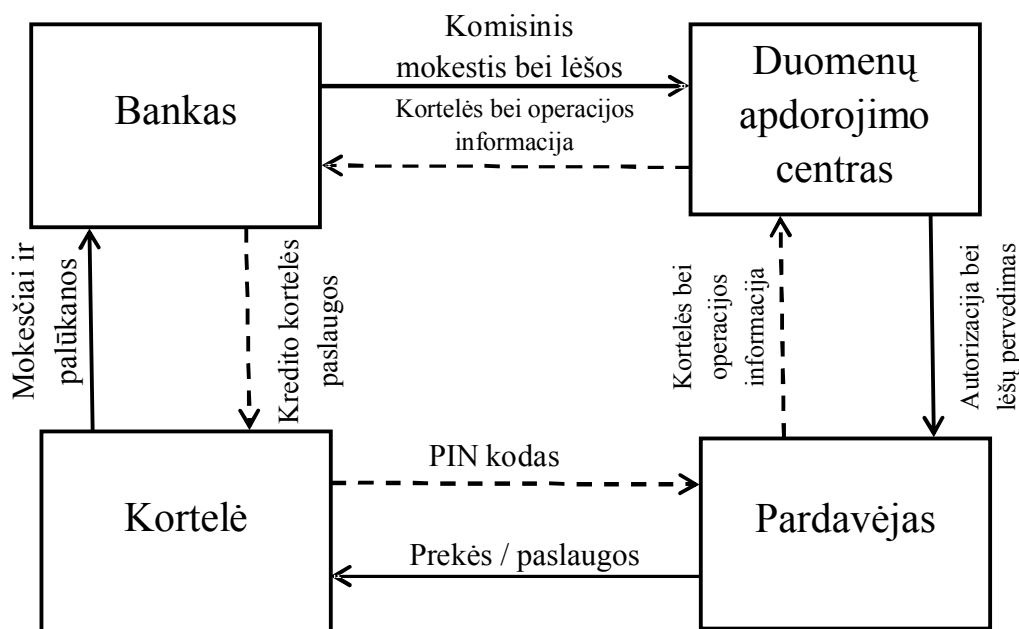 Komisinis
mokestis bei lėšos
Bankas
Duomenų
apdorojimo
centras
Kortelės bei operacijos
informacija
Mokesčiai ir
palūkanos
Kredito kortelės
paslaugos
Kortelės bei
operacijos
informacija
Autorizacija bei
lėšų pervedimas
PIN kodas
Kortelė
Pardavėjas
Prekės / paslaugos